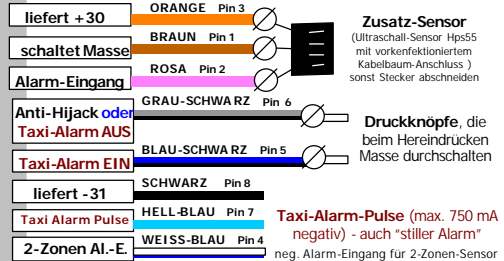 liefert +30
ORANGE Pin 3
schaltet Masse
BRAUN Pin 1
Alarm-Eingang
ROSA Pin 2
Zusatz-Sensor
(Ultraschall-Sensor Hps55
mit vorkenfektioniertem
Kabelbaum-Anschluss )
sonst Stecker abschneiden
Anti-Hijack oder
Taxi-Alarm AUS
GRAU-SCHWARZ Pin 6
Taxi-Alarm EIN
BLAU-SCHWARZ Pin 5
Druckknöpfe, die
beim Hereindrücken
Masse durchschalten
liefert -31
SCHWARZ Pin 8
Taxi Alarm Pulse
HELL-BLAU Pin 7
Taxi-Alarm-Pulse (max. 750 mA
negativ) - auch "stiller Alarm"
2-Zonen Al.-E.
WEISS-BLAU Pin 4
neg. Alarm-Eingang für 2-Zonen-Sensor